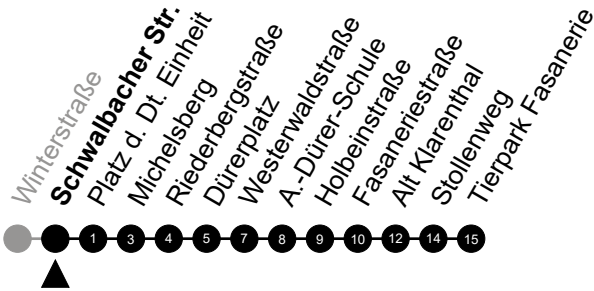 Winterstraße
Schwalbacher Str.
Platz d. Dt. Einheit
Michelsberg
Riederbergstraße
Dürerplatz
Westerwaldstraße
A.-Dürer-Schule
Holbeinstraße
Fasaneriestraße
Alt Klarenthal
Stollenweg
Tierpark Fasanerie
1 3 4 5 7 8 9 10 12 14 15